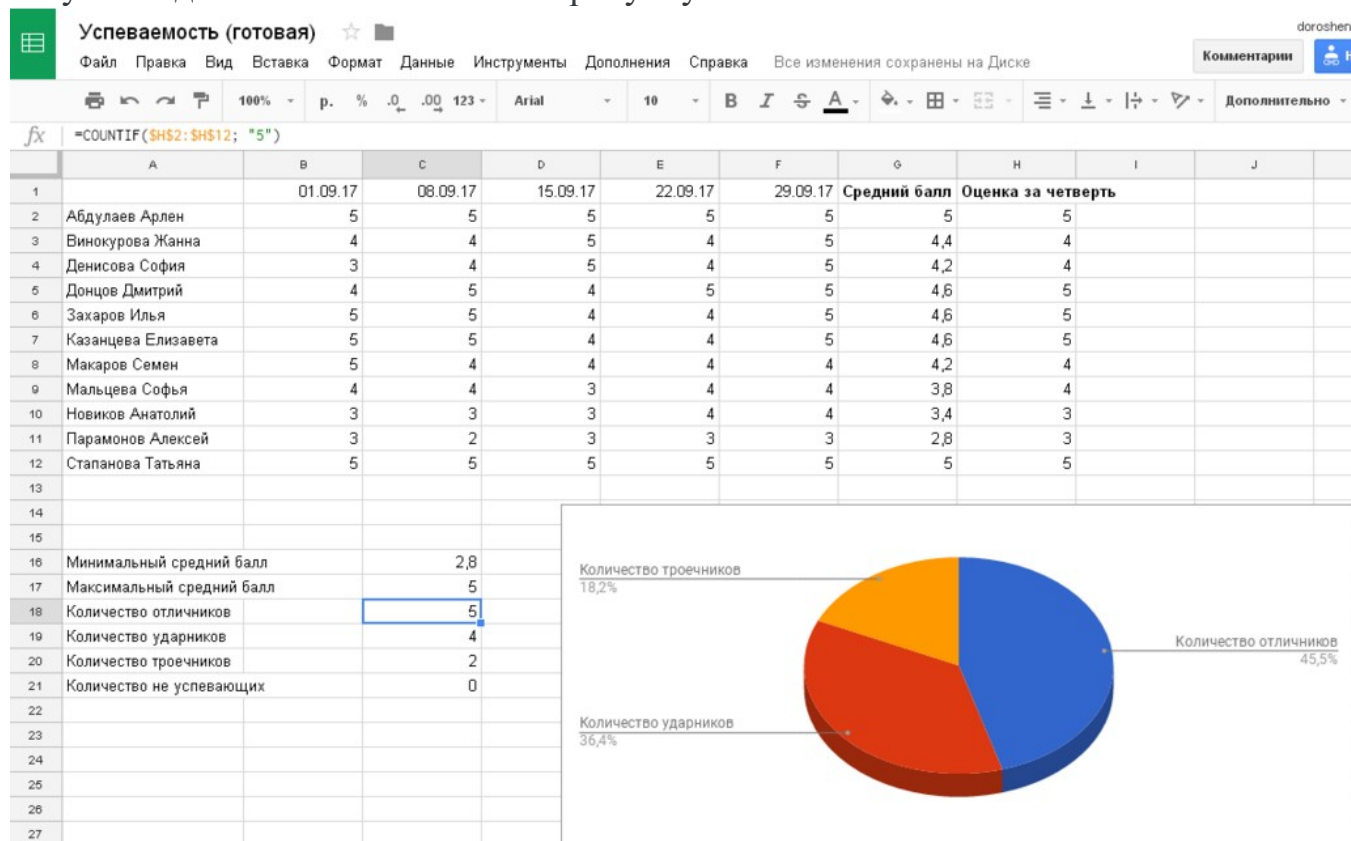 Успеваемость (готовая)
doroshen
Файл Правка Вид Вставка Формат Данные Инструменты Дополнения Справка Все изменения сохранены на Диске
Комментарии
100% р. % .0 .00 123 Arial 10 B I S A Дополнительно
fx =COUNTIF($H$2:$H$12; "5")
A B C D E F G H I J
1 01.09.17 08.09.17 15.09.17 22.09.17 29.09.17 Средний балл Оценка за четверть
2 Абдулаев Арлен 5 5 5 5 5 5 5
3 Винокурова Жанна 4 4 5 4 5 4,4 4
4 Денисова София 3 4 5 4 5 4,2 4
5 Донцов Дмитрий 4 5 4 5 5 4,6 5
6 Захаров Илья 5 5 4 4 5 4,6 5
7 Казанцева Елизавета 5 5 4 4 5 4,6 5
8 Макаров Семен 5 4 4 4 4 4,2 4
9 Мальцева Софья 4 4 3 4 4 3,8 4
10 Новиков Анатолий 3 3 3 4 4 3,4 3
11 Парамонов Алексей 3 2 3 3 3 2,8 3
12 Стапанова Татьяна 5 5 5 5 5 5 5
13
14
15
16 Минимальный средний балл 2,8
17 Максимальный средний балл 5
18 Количество отличников 5
19 Количество ударников 4
20 Количество троечников 2
21 Количество не успевающих 0
22
23
24
25
26
27
Количество троечников
18,2%
Количество отличников
45,5%
Количество ударников
36,4%